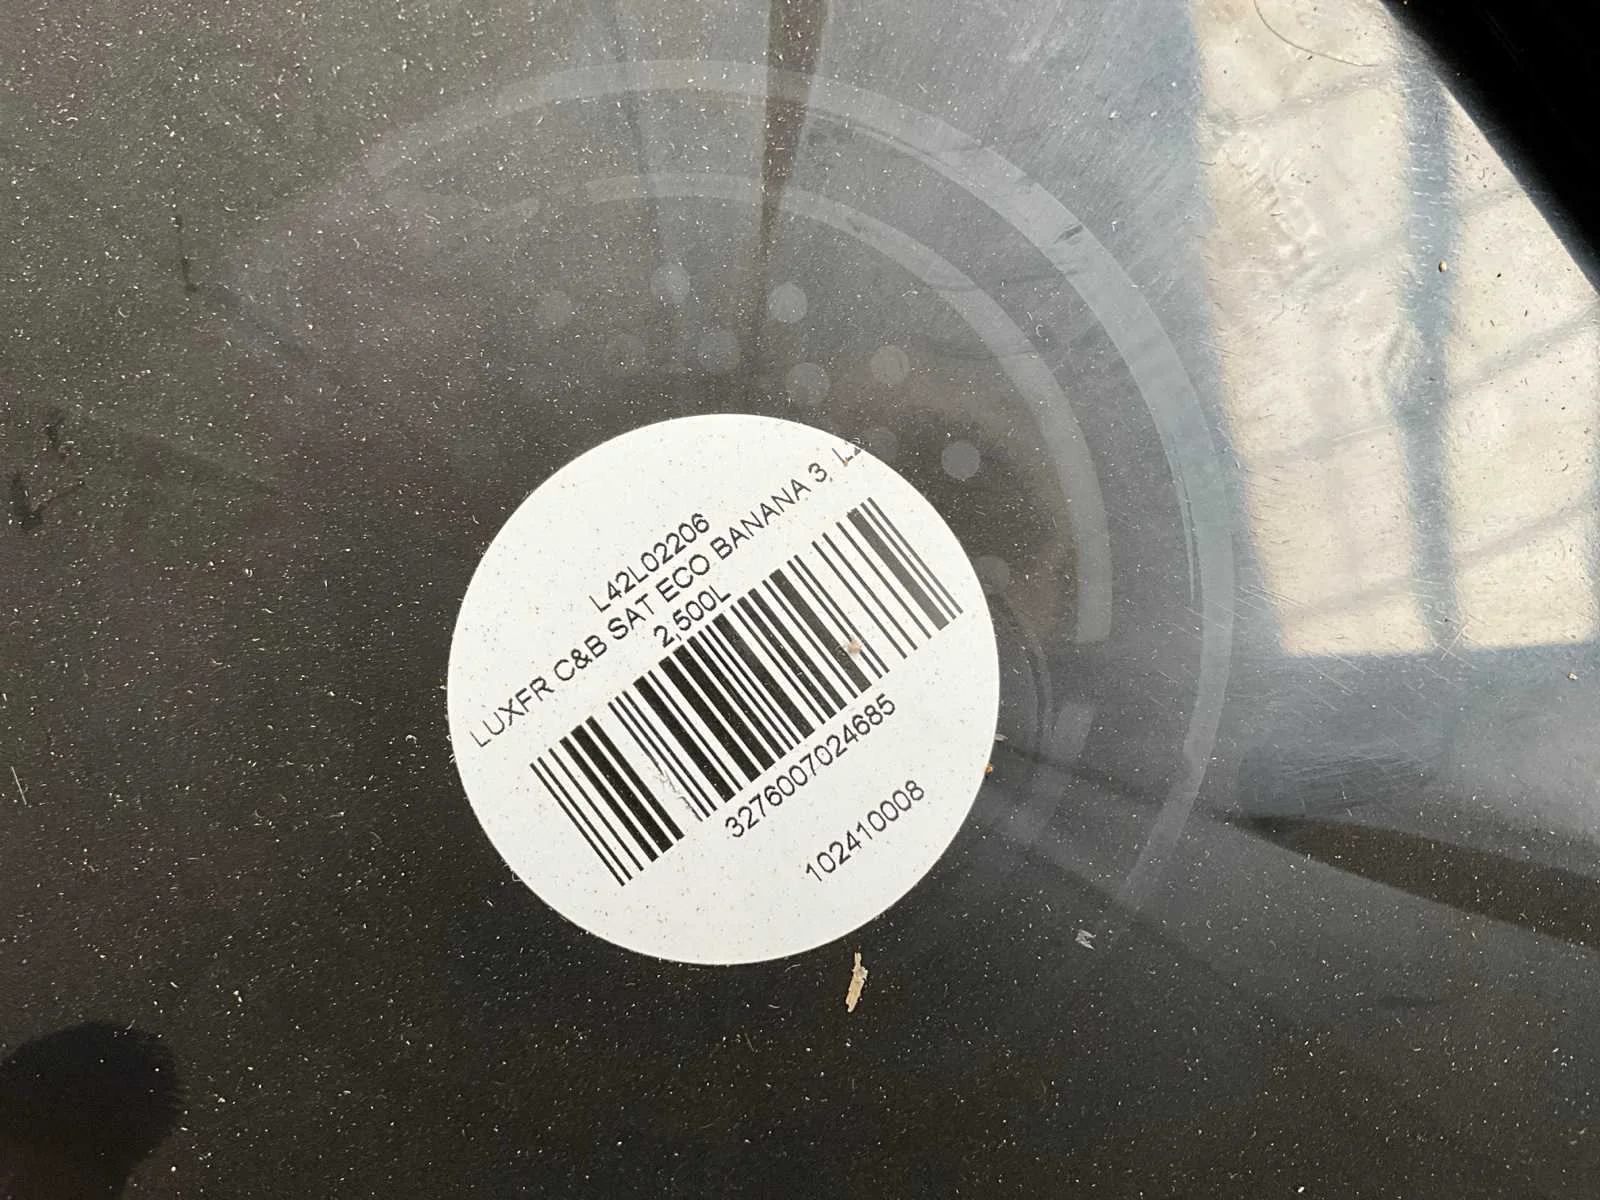 L42L02206
LUXFR C&B SAT ECO BANANA 3
2,500L
3276007024685
102410008